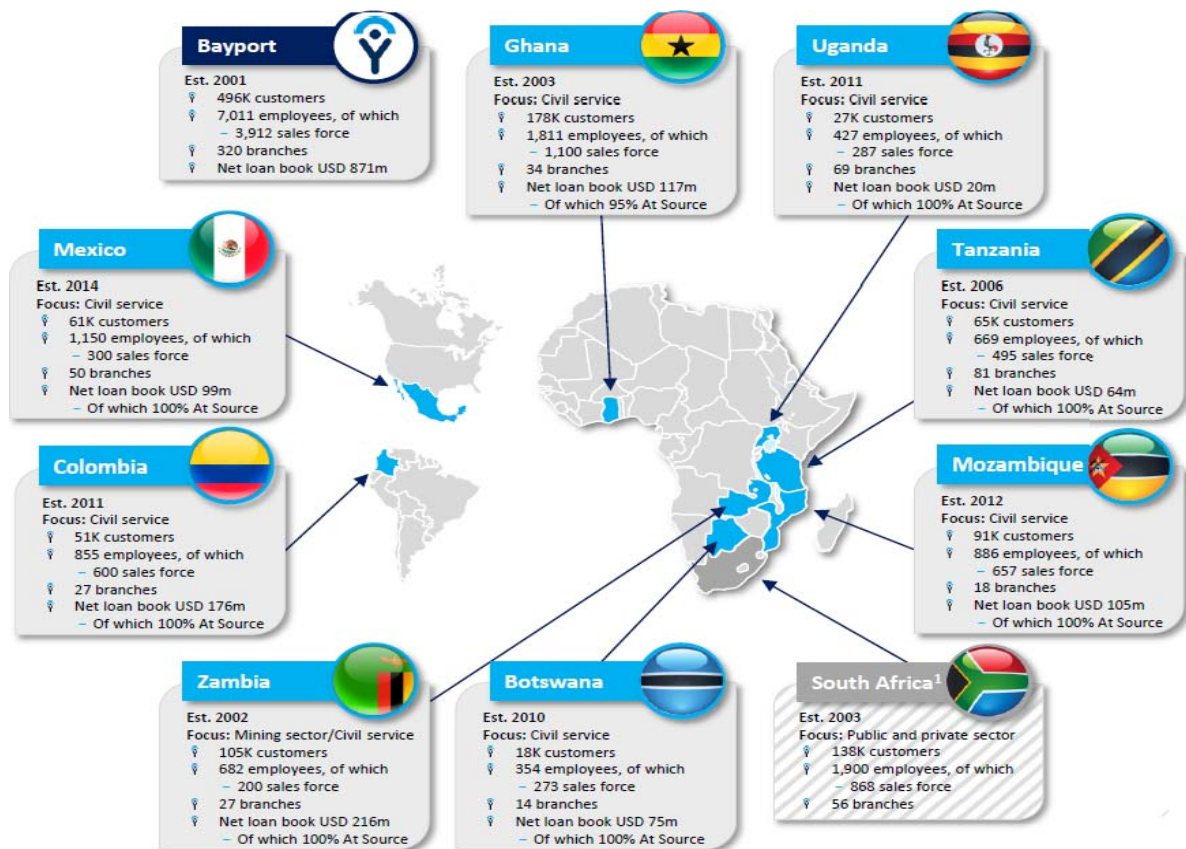 Bayport
Est. 2001
496K customers
7,011 employees, of which
– 3,912 sales force
320 branches
Net loan book USD 871m
Ghana
Est. 2003
Focus: Civil service
178K customers
1,811 employees, of which
– 1,100 sales force
34 branches
Net loan book USD 117m
– Of which 95% At Source
Uganda
Est. 2011
Focus: Civil service
27K customers
427 employees, of which
– 287 sales force
69 branches
Net loan book USD 20m
– Of which 100% At Source
Mexico
Est. 2014
Focus: Civil service
61K customers
1,150 employees, of which
– 300 sales force
50 branches
Net loan book USD 99m
– Of which 100% At Source
Tanzania
Est. 2006
Focus: Civil service
65K customers
669 employees, of which
– 495 sales force
81 branches
Net loan book USD 64m
– Of which 100% At Source
Colombia
Est. 2011
Focus: Civil service
51K customers
855 employees, of which
– 600 sales force
27 branches
Net loan book USD 176m
– Of which 100% At Source
Mozambique
Est. 2012
Focus: Civil service
91K customers
886 employees, of which
– 657 sales force
18 branches
Net loan book USD 105m
– Of which 100% At Source
Zambia
Est. 2002
Focus: Mining sector/Civil service
105K customers
682 employees, of which
– 200 sales force
27 branches
Net loan book USD 216m
– Of which 100% At Source
Botswana
Est. 2010
Focus: Civil service
18K customers
354 employees, of which
– 273 sales force
14 branches
Net loan book USD 75m
– Of which 100% At Source
South Africa¹
Est. 2003
Focus: Public and private sector
138K customers
1,900 employees, of which
– 868 sales force
56 branches